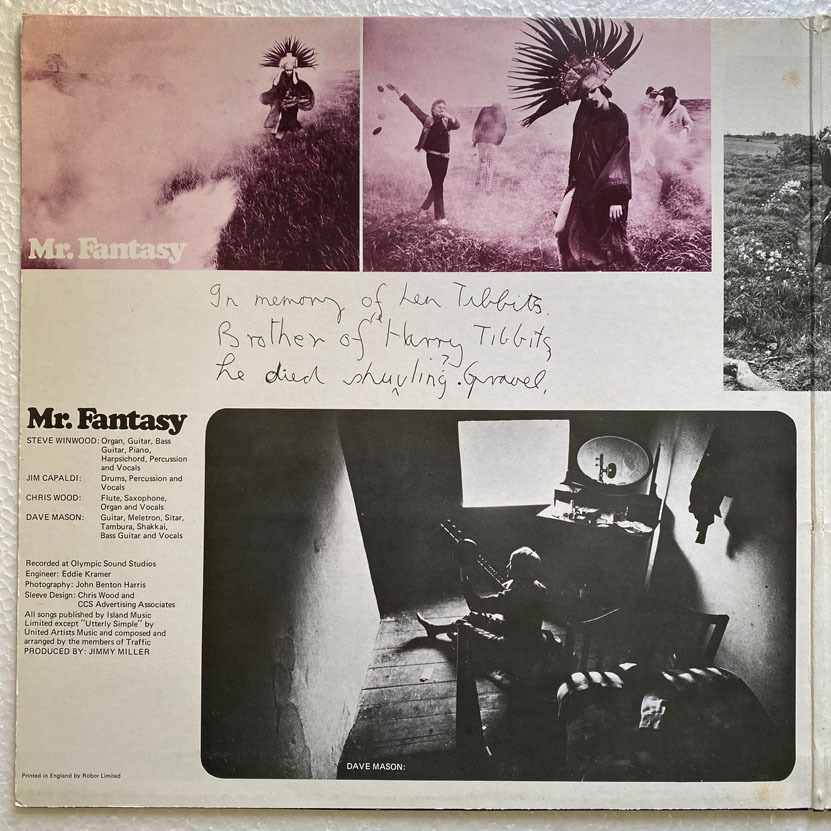 Mr. Fantasy
In memory of Len Tibbits.
Brother of Harry Tibbits
he died shuvling? Gravel,
Mr. Fantasy
STEVE WINWOOD: Organ, Guitar, Bass
Guitar, Piano,
Harpsichord, Percussion
and Vocals
JIM CAPALDI: Drums, Percussion and
Vocals
CHRIS WOOD: Flute, Saxophone,
Organ and Vocals
DAVE MASON: Guitar, Meletron, Sitar,
Tambura, Shakkai,
Bass Guitar and Vocals
Recorded at Olympic Sound Studios
Engineer: Eddie Kramer
Photography: John Benton Harris
Sleeve Design: Chris Wood and
CCS Advertising Associates
All songs published by Island Music
Limited except "Utterly Simple" by
United Artists Music and composed and
arranged by the members of Traffic
PRODUCED BY: JIMMY MILLER
DAVE MASON:
Printed in England by Robor Limited